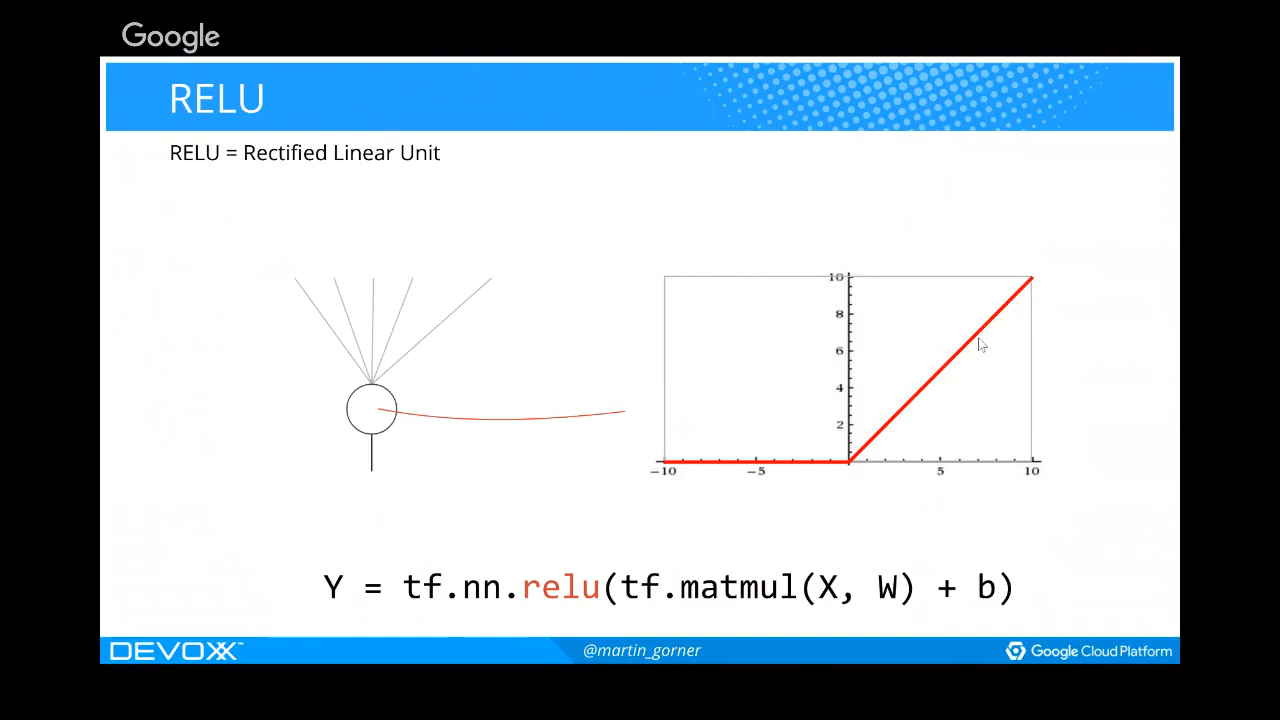 Google
RELU
RELU = Rectified Linear Unit
10
8
6
4
2
−10 −5 5 10
Y = tf.nn.relu(tf.matmul(X, W) + b)
DEVOXX™ @martin_gorner Google Cloud Platform